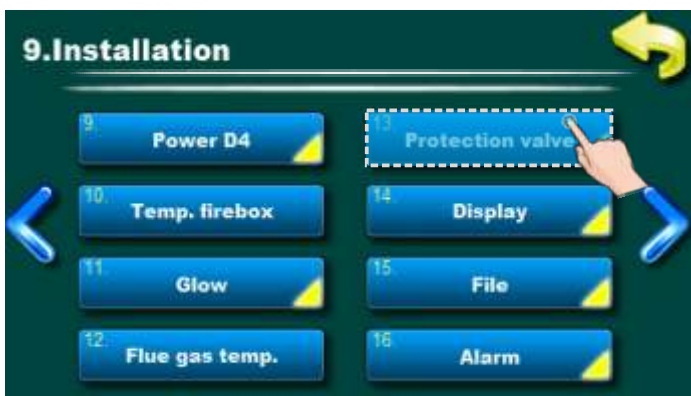 9.Installation
9. Power D4
10. Temp. firebox
11. Glow
12. Flue gas temp.
13. Protection valve
14. Display
15. File
16. Alarm